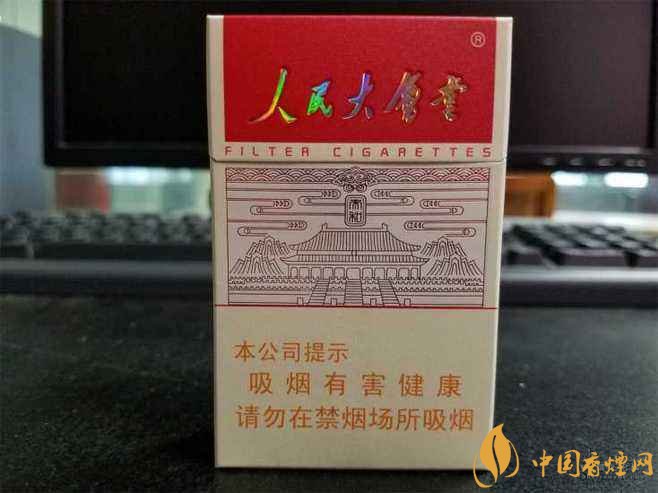 ®
人民大會堂
FILTER CIGARETTES
本公司提示
吸烟有害健康
请勿在禁烟场所吸烟
中国香烟网